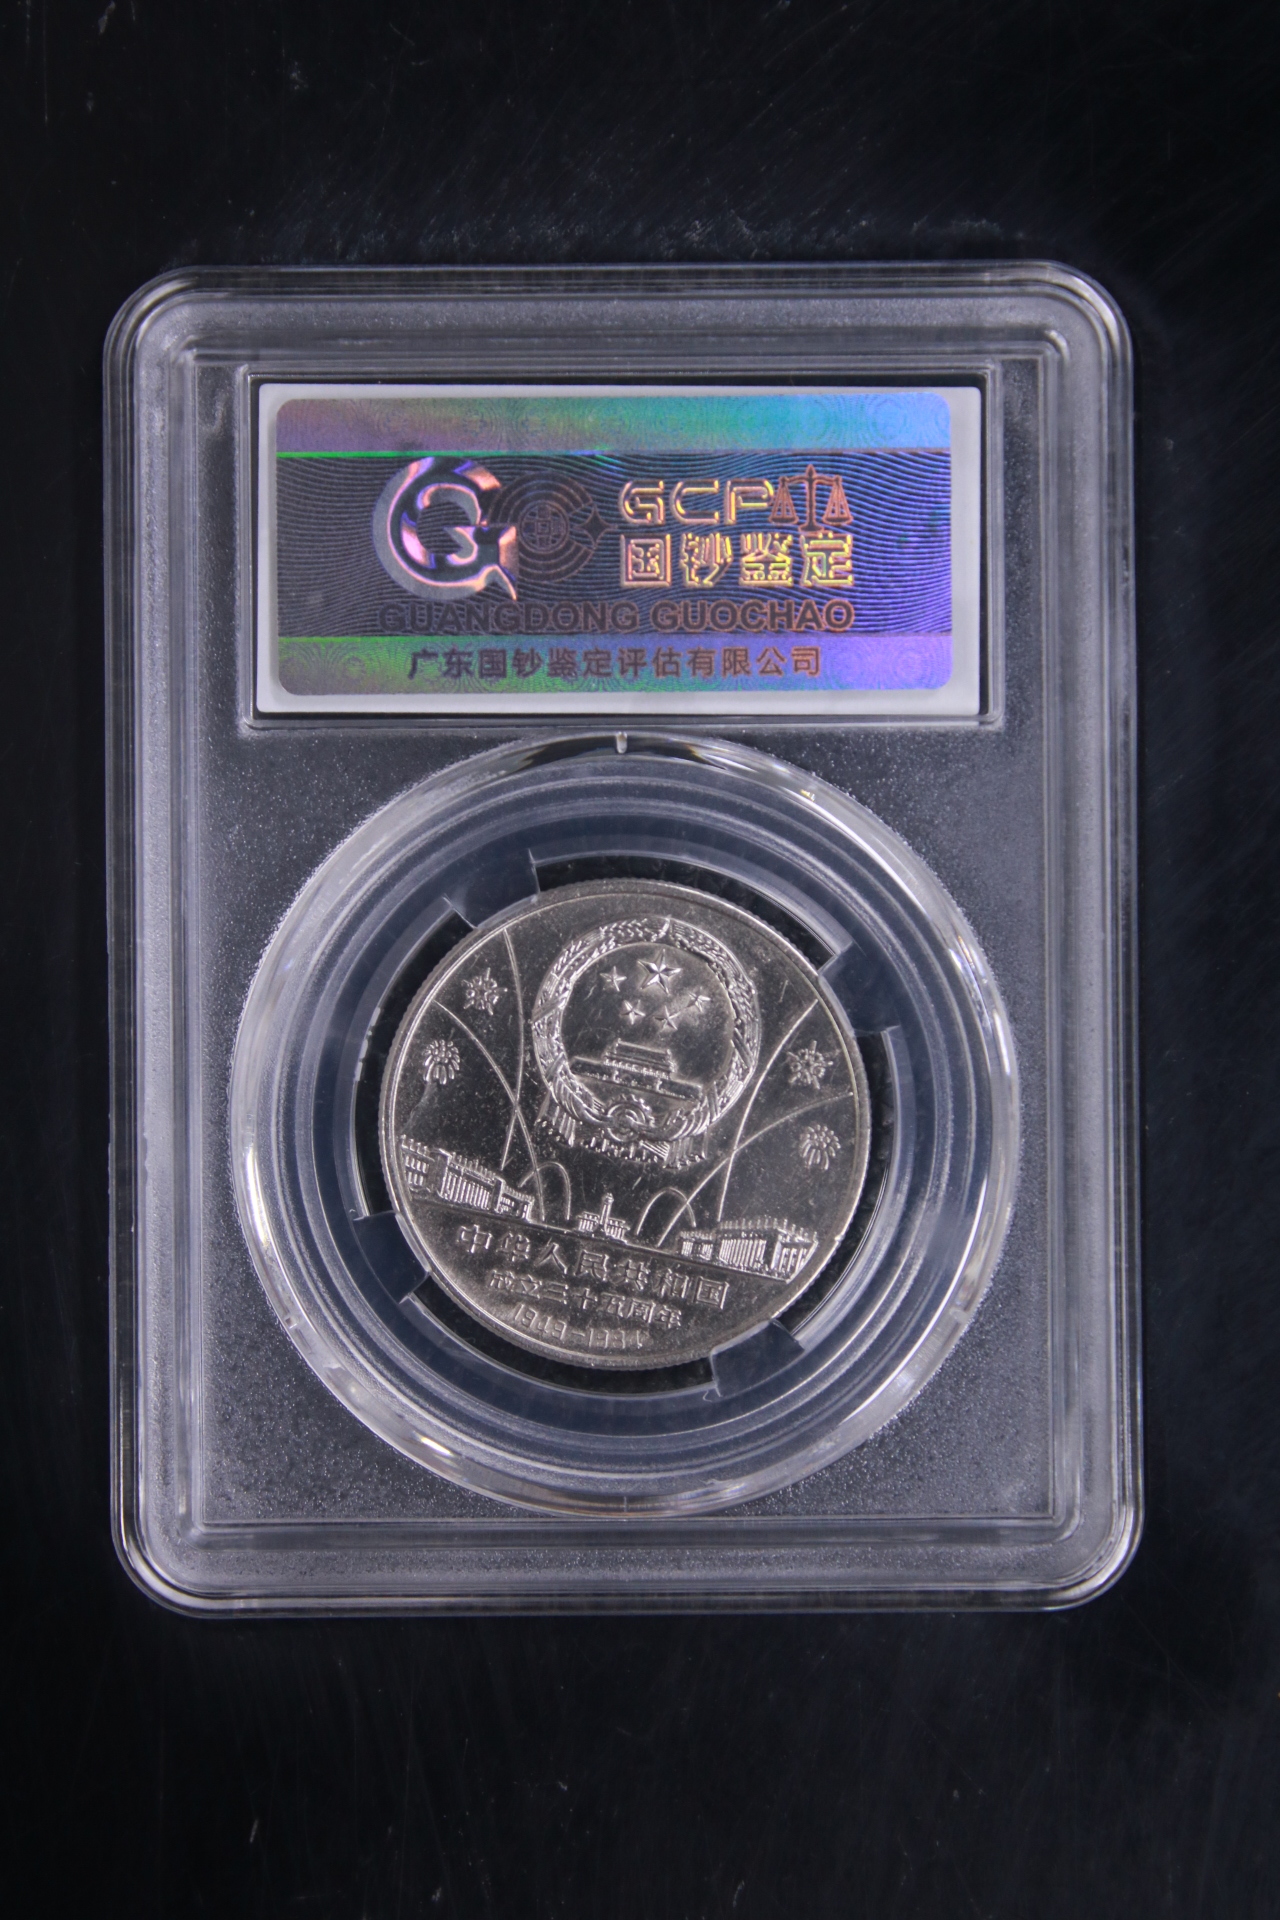 GCP
国钞鉴定
GUANGDONG GUOCHAO
广东国钞鉴定评估有限公司
中华人民共和国
成立三十五周年
1949-1984